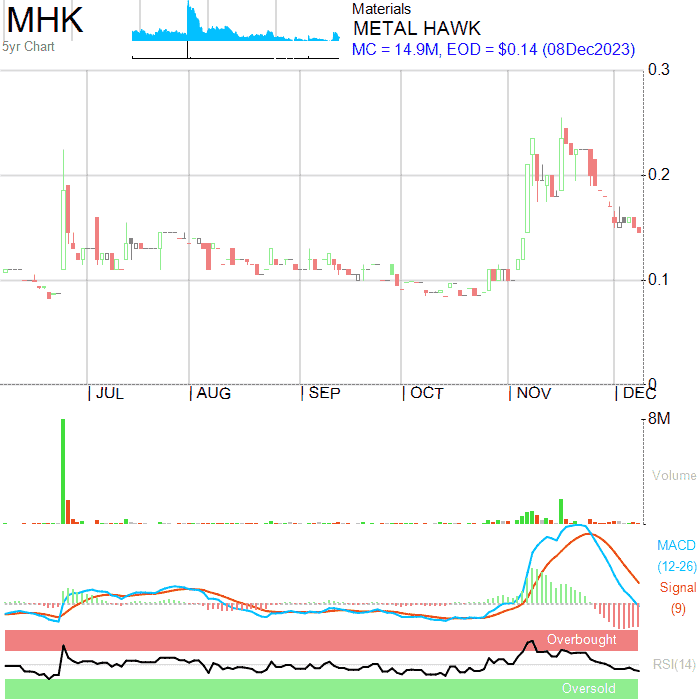 MHK
5yr Chart
Materials
METAL HAWK
MC = 14.9M, EOD = $0.14 (08Dec2023)
0.3
0.2
0.1
0
JUL AUG SEP OCT NOV DEC
8M
Volume
MACD
(12-26)
Signal
(9)
Overbought
RSI(14)
Oversold